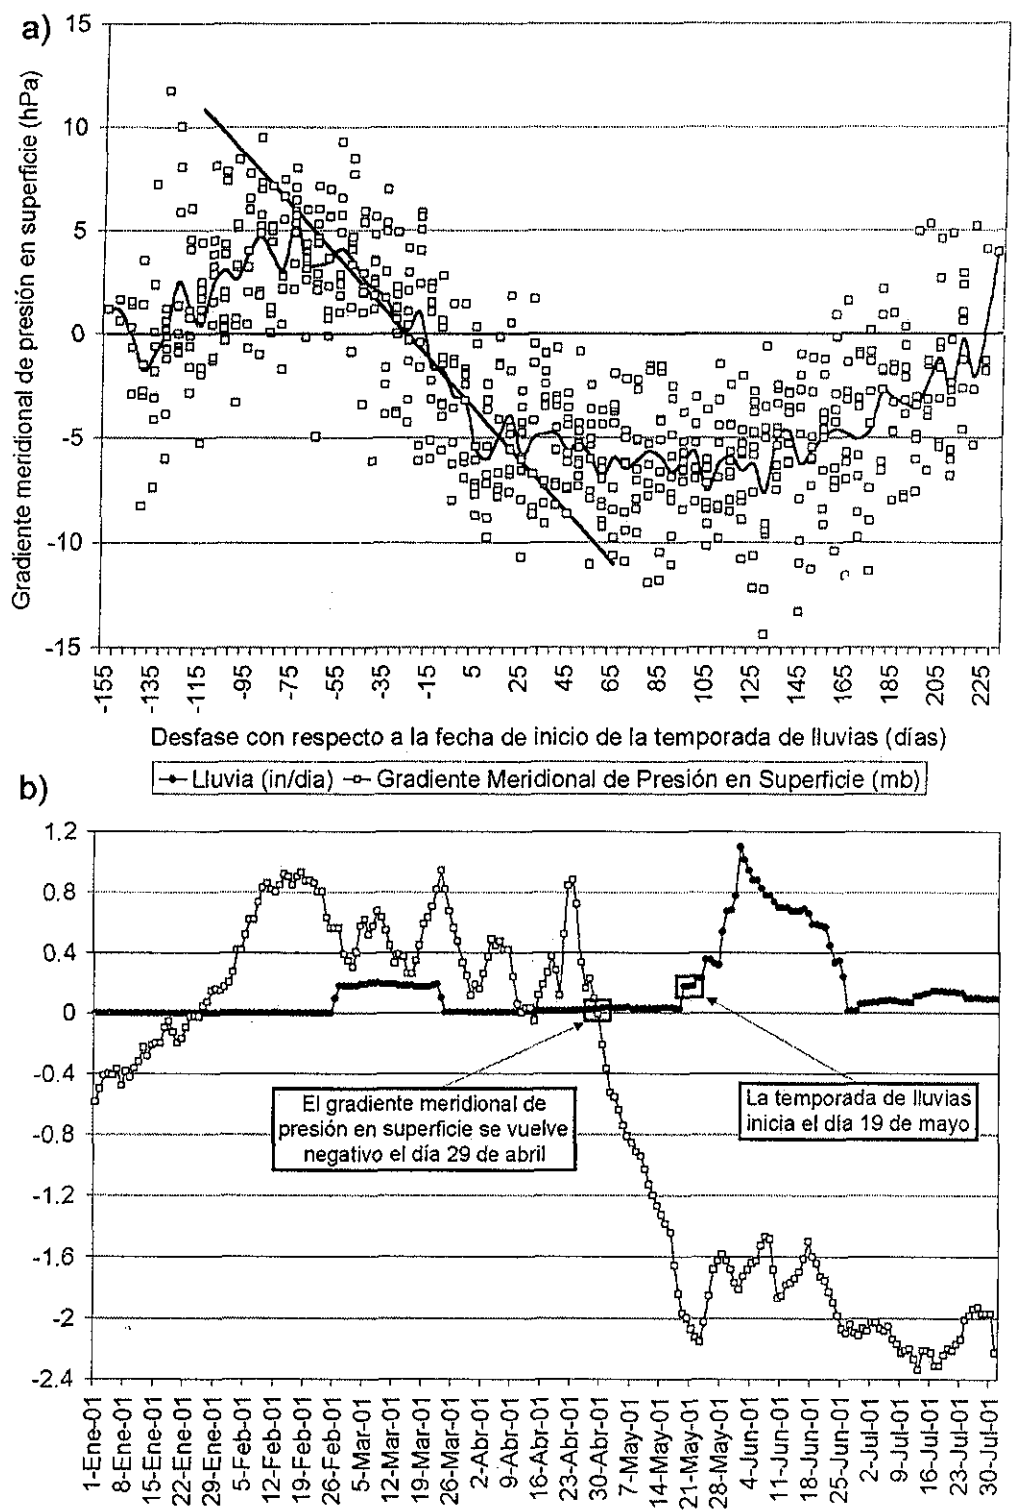 a)
Gradiente meridional de presión en superficie (hPa)
15
10
5
0
-5
-10
-15
-155
-135
-115
-95
-75
-55
-35
-15
5
25
45
65
85
105
125
145
165
185
205
225
Desfase con respecto a la fecha de inicio de la temporada de lluvias (días)
Lluvia (in/dia)
Gradiente Meridional de Presión en Superficie (mb)
b)
1.2
0.8
0.4
0
-0.4
-0.8
-1.2
-1.6
-2
-2.4
El gradiente meridional de
presión en superficie se vuelve
negativo el día 29 de abril
La temporada de lluvias
inicia el día 19 de mayo
1-Ene-01
8-Ene-01
15-Ene-01
22-Ene-01
29-Ene-01
5-Feb-01
12-Feb-01
19-Feb-01
26-Feb-01
5-Mar-01
12-Mar-01
19-Mar-01
26-Mar-01
2-Abr-01
9-Abr-01
16-Abr-01
23-Abr-01
30-Abr-01
7-May-01
14-May-01
21-May-01
28-May-01
4-Jun-01
11-Jun-01
18-Jun-01
25-Jun-01
2-Jul-01
9-Jul-01
16-Jul-01
23-Jul-01
30-Jul-01